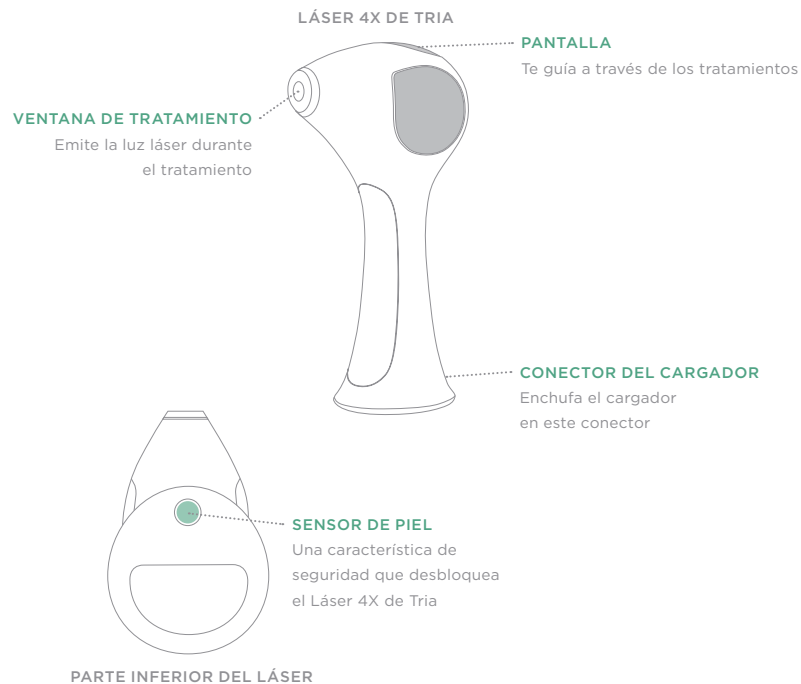 LÁSER 4X DE TRIA
PANTALLA
Te guía a través de los tratamientos
VENTANA DE TRATAMIENTO
Emite la luz láser durante
el tratamiento
CONECTOR DEL CARGADOR
Enchufa el cargador
en este conector
SENSOR DE PIEL
Una característica de
seguridad que desbloquea
el Láser 4X de Tria
PARTE INFERIOR DEL LÁSER